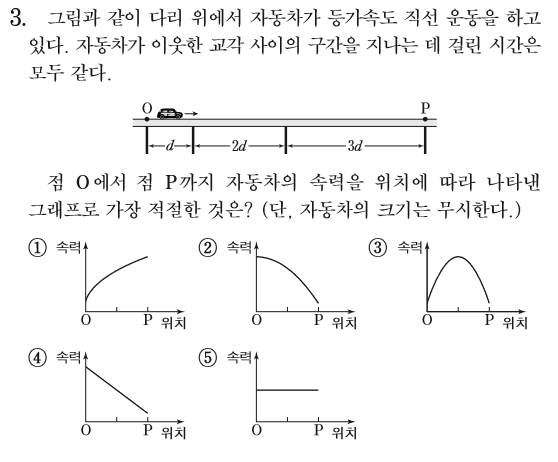 3. 그림과 같이 다리 위에서 자동차가 등가속도 직선 운동을 하고
있다. 자동차가 이웃한 교각 사이의 구간을 지나는 데 걸린 시간은
모두 같다.
O P
d 2d 3d
점 O에서 점 P까지 자동차의 속력을 위치에 따라 나타낸
그래프로 가장 적절한 것은? (단, 자동차의 크기는 무시한다.)
① 속력 ② 속력 ③ 속력
O P 위치 O P 위치 O P 위치
④ 속력 ⑤ 속력
O P 위치 O P 위치